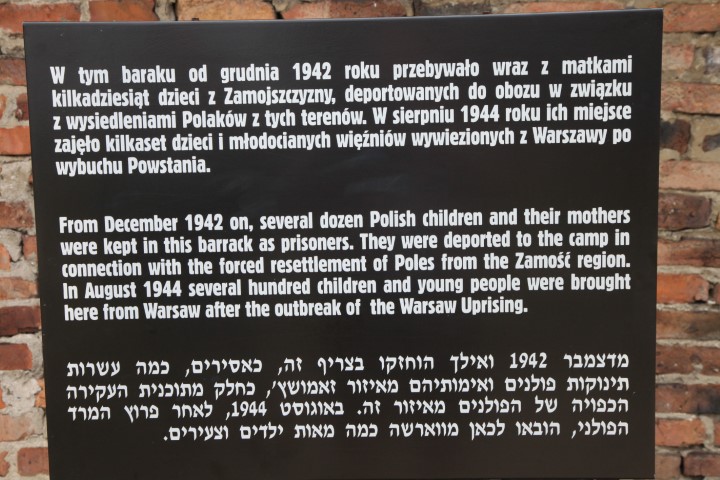 W tym baraku od grudnia 1942 roku przebywało wraz z matkami
kilkadziesiąt dzieci z Zamojszczyzny, deportowanych do obozu w związku
z wysiedleniami Polaków z tych terenów. W sierpniu 1944 roku ich miejsce
zajęło kilkaset dzieci i młodocianych więźniów wywiezionych z Warszawy po
wybuchu Powstania.
From December 1942 on, several dozen Polish children and their mothers
were kept in this barrack as prisoners. They were deported to the camp in
connection with the forced resettlement of Poles from the Zamość region.
In August 1944 several hundred children and young people were brought
here from Warsaw after the outbreak of the Warsaw Uprising.
מדצמבר 1942 ואילך הוחזקו בצריף זה, כאסירים, כמה עשרות
תינוקות פולנים ואימותיהם מאיזור זאמושץ', כחלק מתוכנית העקירה
הכפויה של הפולנים מאיזור זה. באוגוסט 1944, לאחר פרוץ המרד
הפולני, הובאו לכאן מווארשה כמה מאות ילדים וצעירים.